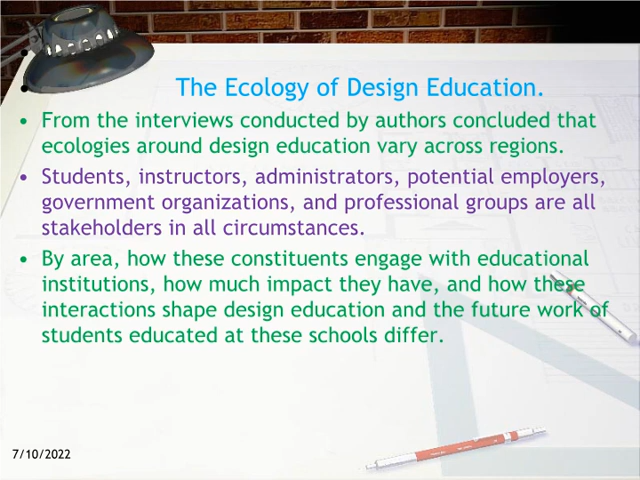 The Ecology of Design Education.
• From the interviews conducted by authors concluded that
ecologies around design education vary across regions.
• Students, instructors, administrators, potential employers,
government organizations, and professional groups are all
stakeholders in all circumstances.
• By area, how these constituents engage with educational
institutions, how much impact they have, and how these
interactions shape design education and the future work of
students educated at these schools differ.
7/10/2022